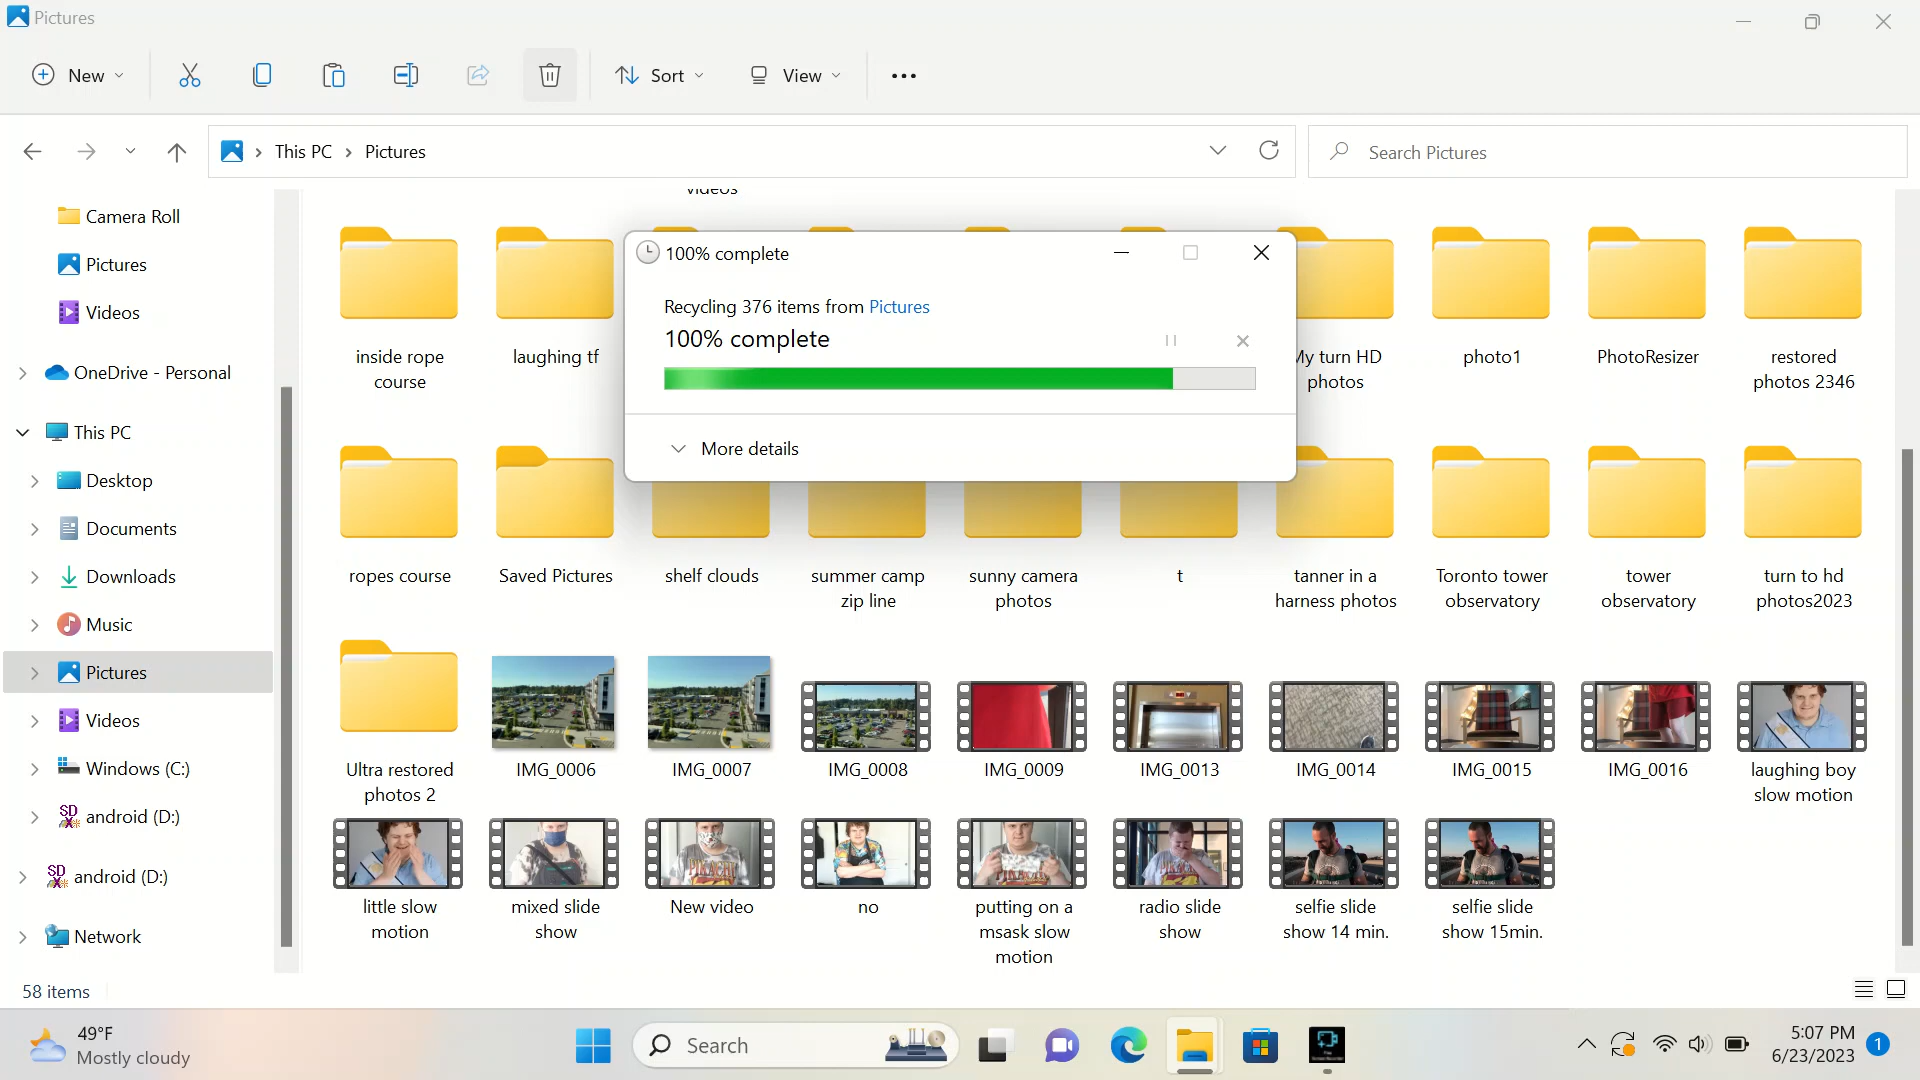 Pictures
New
Sort
View
This PC
Pictures
Search Pictures
Camera Roll
Pictures
Videos
OneDrive - Personal
This PC
Desktop
Documents
Downloads
Music
Pictures
Videos
Windows (C:)
SD
android (D:)
SD
android (D:)
Network
videos
100% complete
Recycling 376 items from Pictures
100% complete
More details
inside rope
course
laughing tf
My turn HD
photos
photo1
PhotoResizer
restored
photos 2346
ropes course
Saved Pictures
shelf clouds
summer camp
zip line
sunny camera
photos
t
tanner in a
harness photos
Toronto tower
observatory
tower
observatory
turn to hd
photos2023
Ultra restored
photos 2
IMG_0006
IMG_0007
IMG_0008
IMG_0009
IMG_0013
IMG_0014
IMG_0015
IMG_0016
laughing boy
slow motion
little slow
motion
mixed slide
show
New video
no
putting on a
msask slow
motion
radio slide
show
selfie slide
show 14 min.
selfie slide
show 15min.
58 items
49°F
Mostly cloudy
Search
5:07 PM
6/23/2023
1